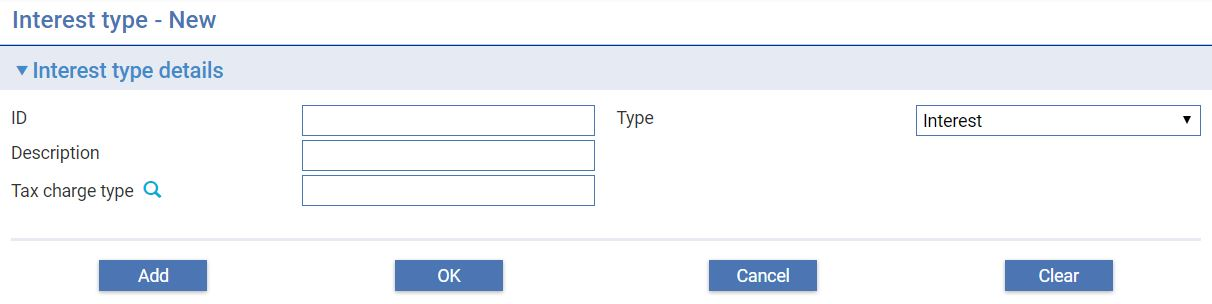 Interest type - New
Interest type details
ID
Type
Interest
Description
Tax charge type
Add
OK
Cancel
Clear